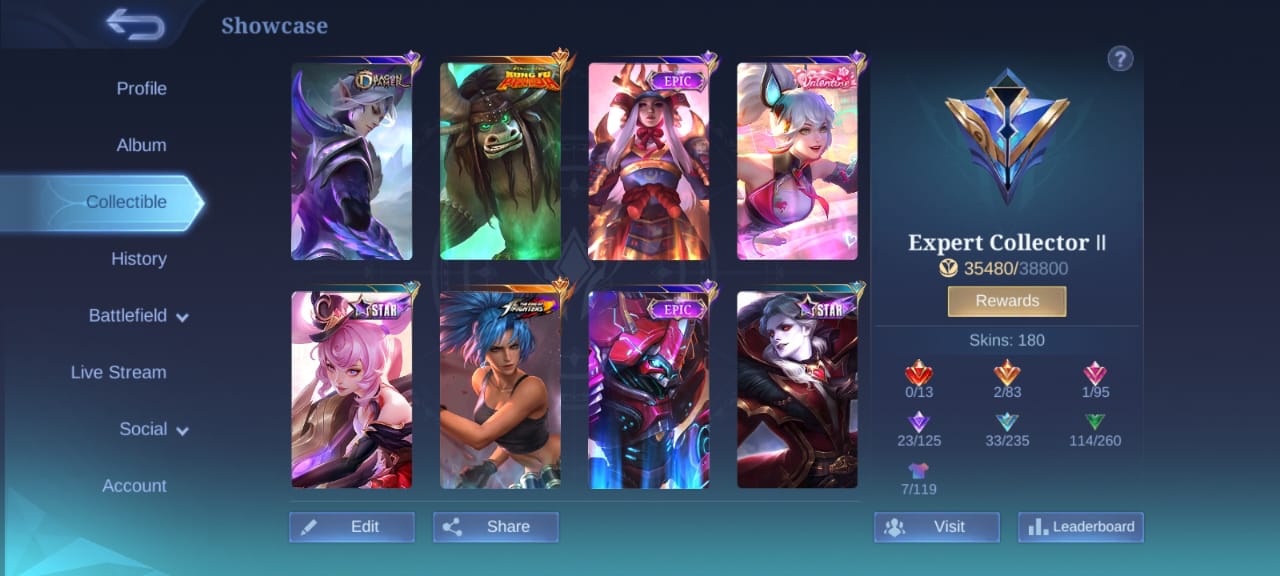 Showcase
Profile
Album
Collectible
History
Battlefield
Live Stream
Social
Account
DRAGON TAMER
KUNG FU PANDA
EPIC
Valentine
STAR
THE KING OF FIGHTERS
EPIC
STAR
?
Expert Collector II
35480/38800
Rewards
Skins: 180
0/13
2/83
1/95
23/125
33/235
114/260
7/119
Edit
Share
Visit
Leaderboard